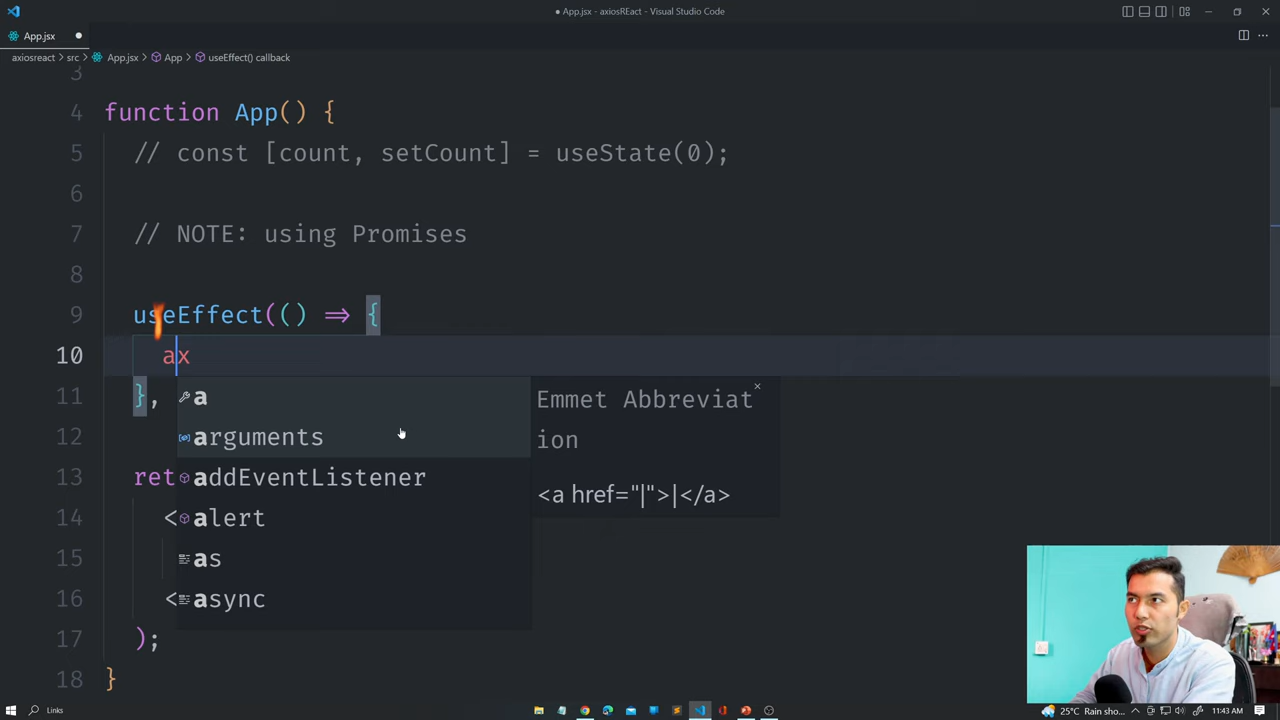 App.jsx - axiosREact - Visual Studio Code
App.jsx
axiosreact > src > App.jsx > App > useEffect() callback
3
4 function App() {
5 // const [count, setCount] = useState(0);
6
7 // NOTE: using Promises
8
9 useEffect(() => {
10 ax
11 },
12
13 ret
14 <
15
16 <
17 );
18 }
a
arguments
addEventListener
alert
as
async
Emmet Abbreviat
ion
<a href="|">|</a>
Links
25°C Rain sho...
11:43 AM